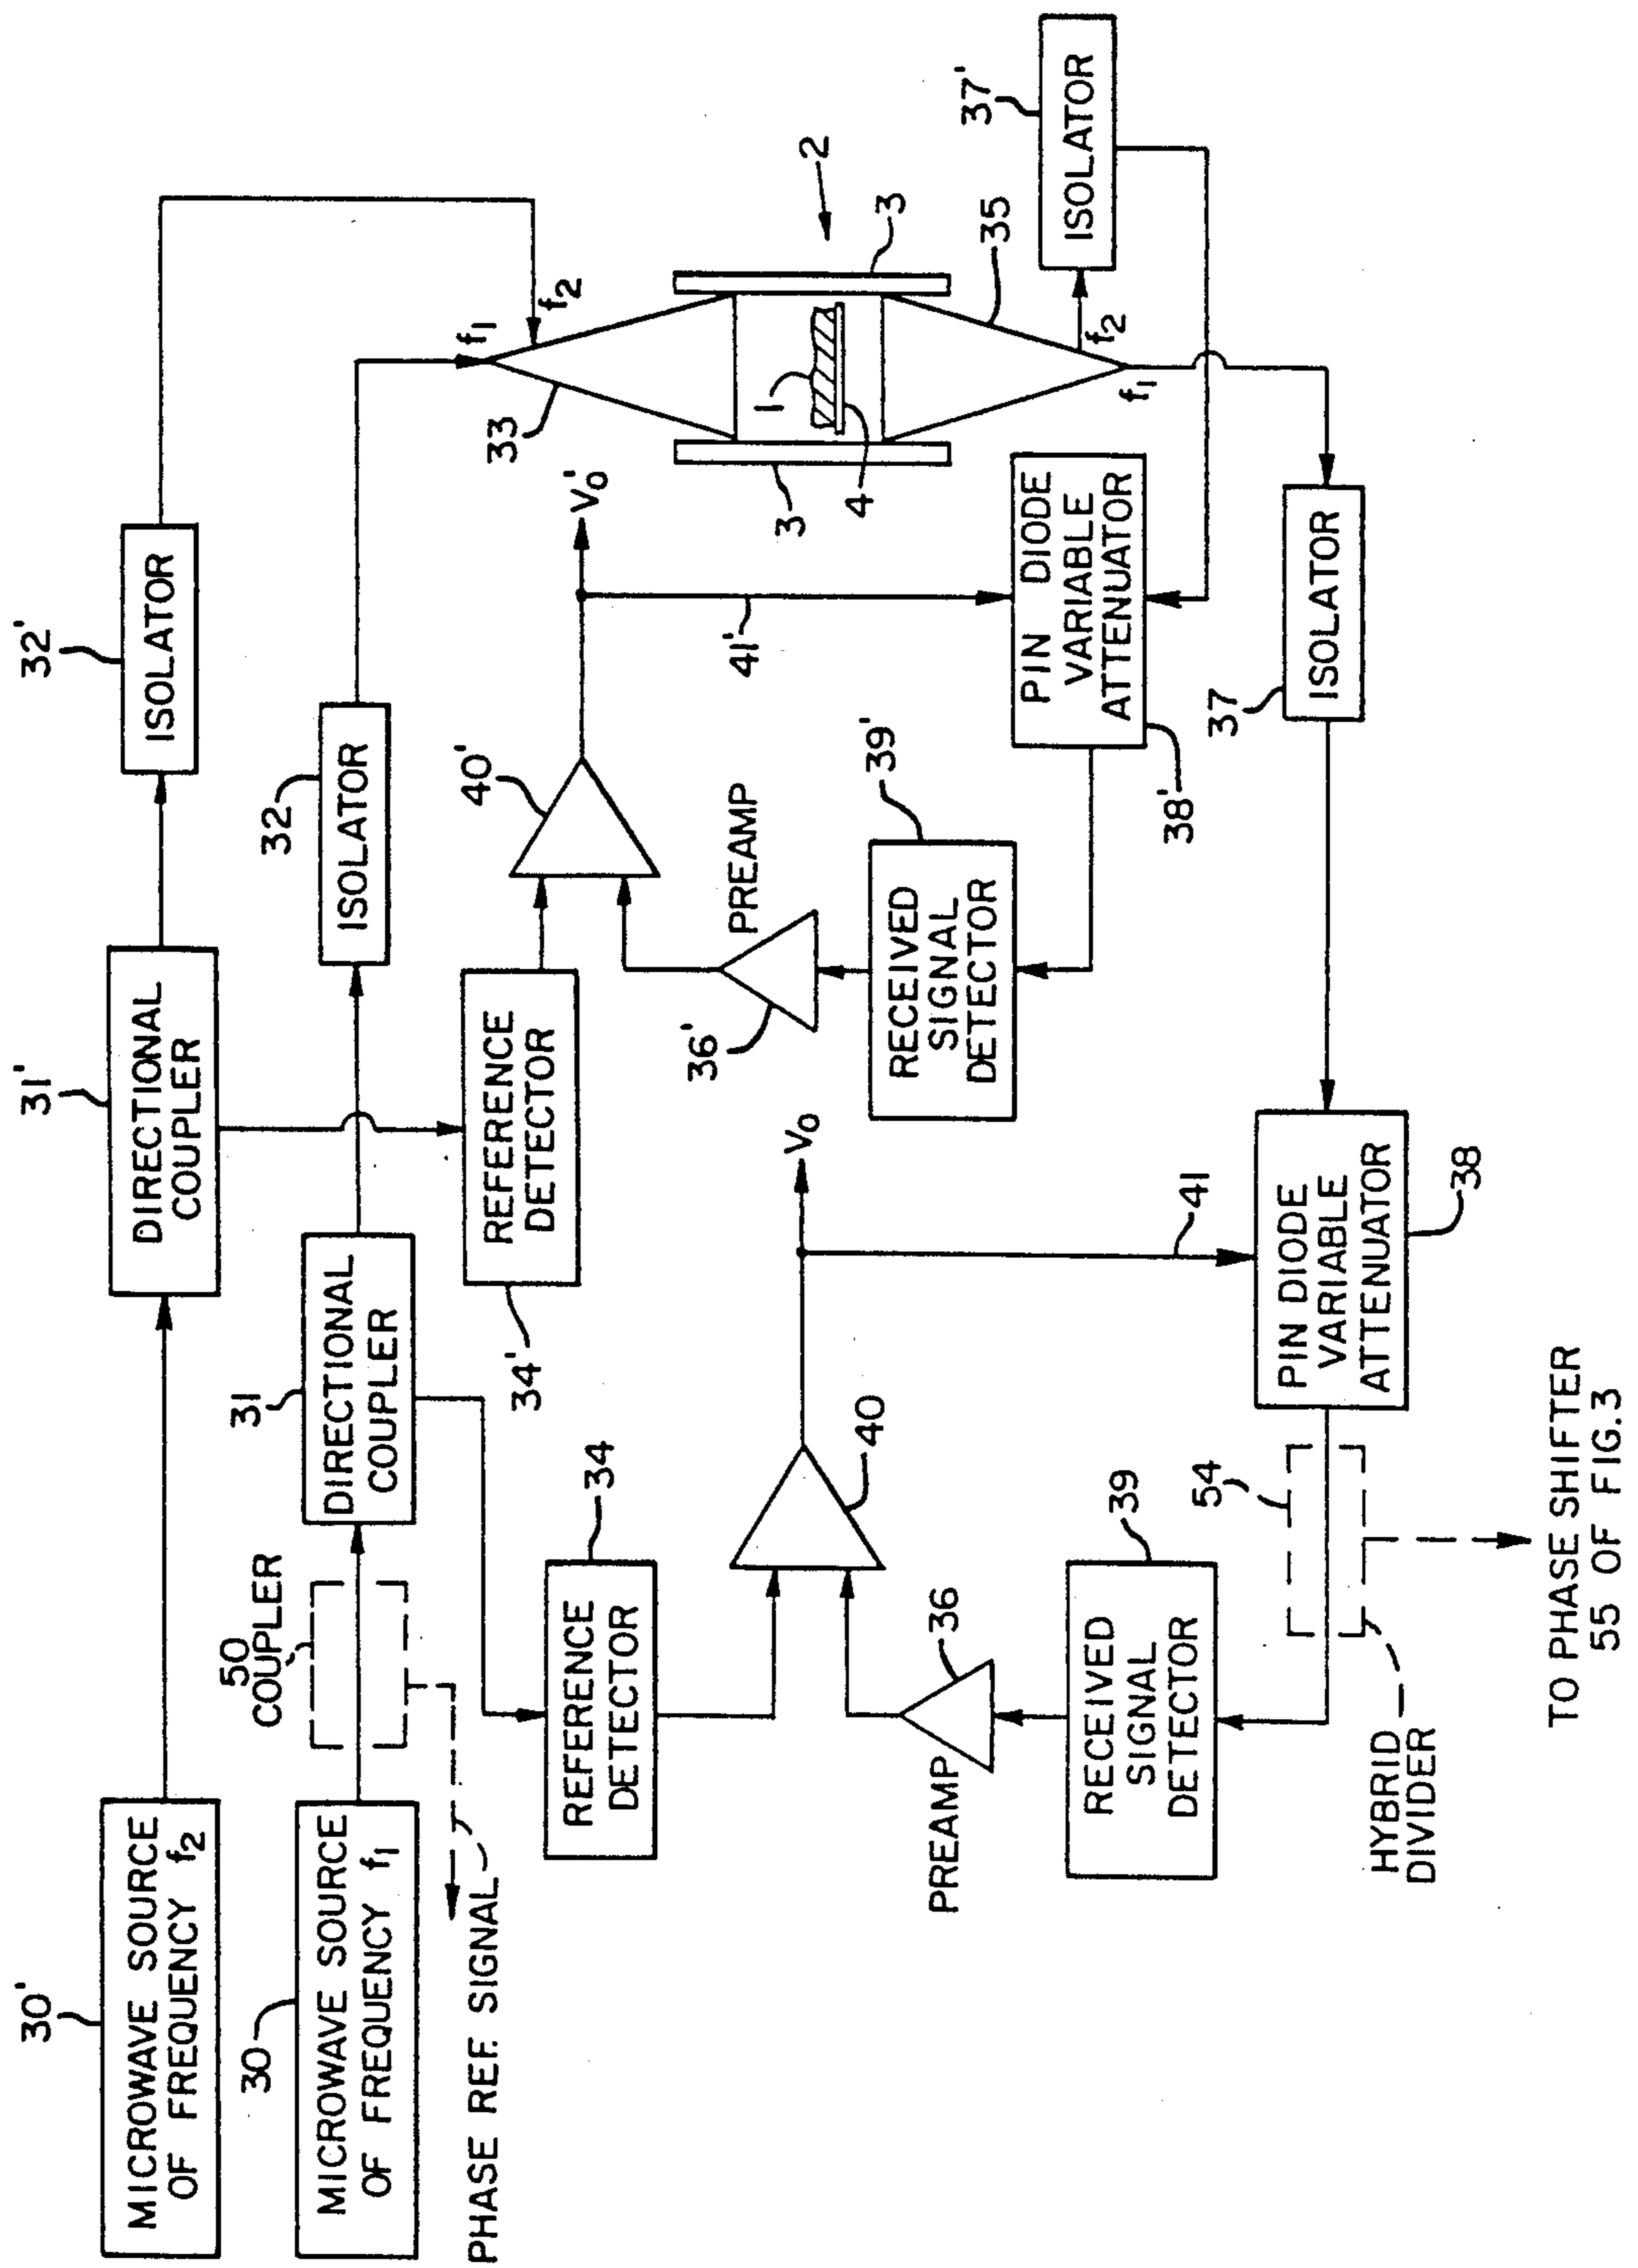 30'
MICROWAVE SOURCE
OF FREQUENCY f2
31'
DIRECTIONAL
COUPLER
32'
ISOLATOR
30
MICROWAVE SOURCE
OF FREQUENCY f1
50
COUPLER
PHASE REF. SIGNAL
31
DIRECTIONAL
COUPLER
32
ISOLATOR
f1
f2
33
34'
REFERENCE
DETECTOR
40'
Vo'
41'
PREAMP
36'
39'
RECEIVED
SIGNAL
DETECTOR
38'
PIN DIODE
VARIABLE
ATTENUATOR
3
1
4
2
3
35
f2
f1
37'
ISOLATOR
34
REFERENCE
DETECTOR
40
Vo
41
PREAMP
36
39
RECEIVED
SIGNAL
DETECTOR
54
HYBRID
DIVIDER
38
PIN DIODE
VARIABLE
ATTENUATOR
37
ISOLATOR
TO PHASE SHIFTER
55 OF FIG.3